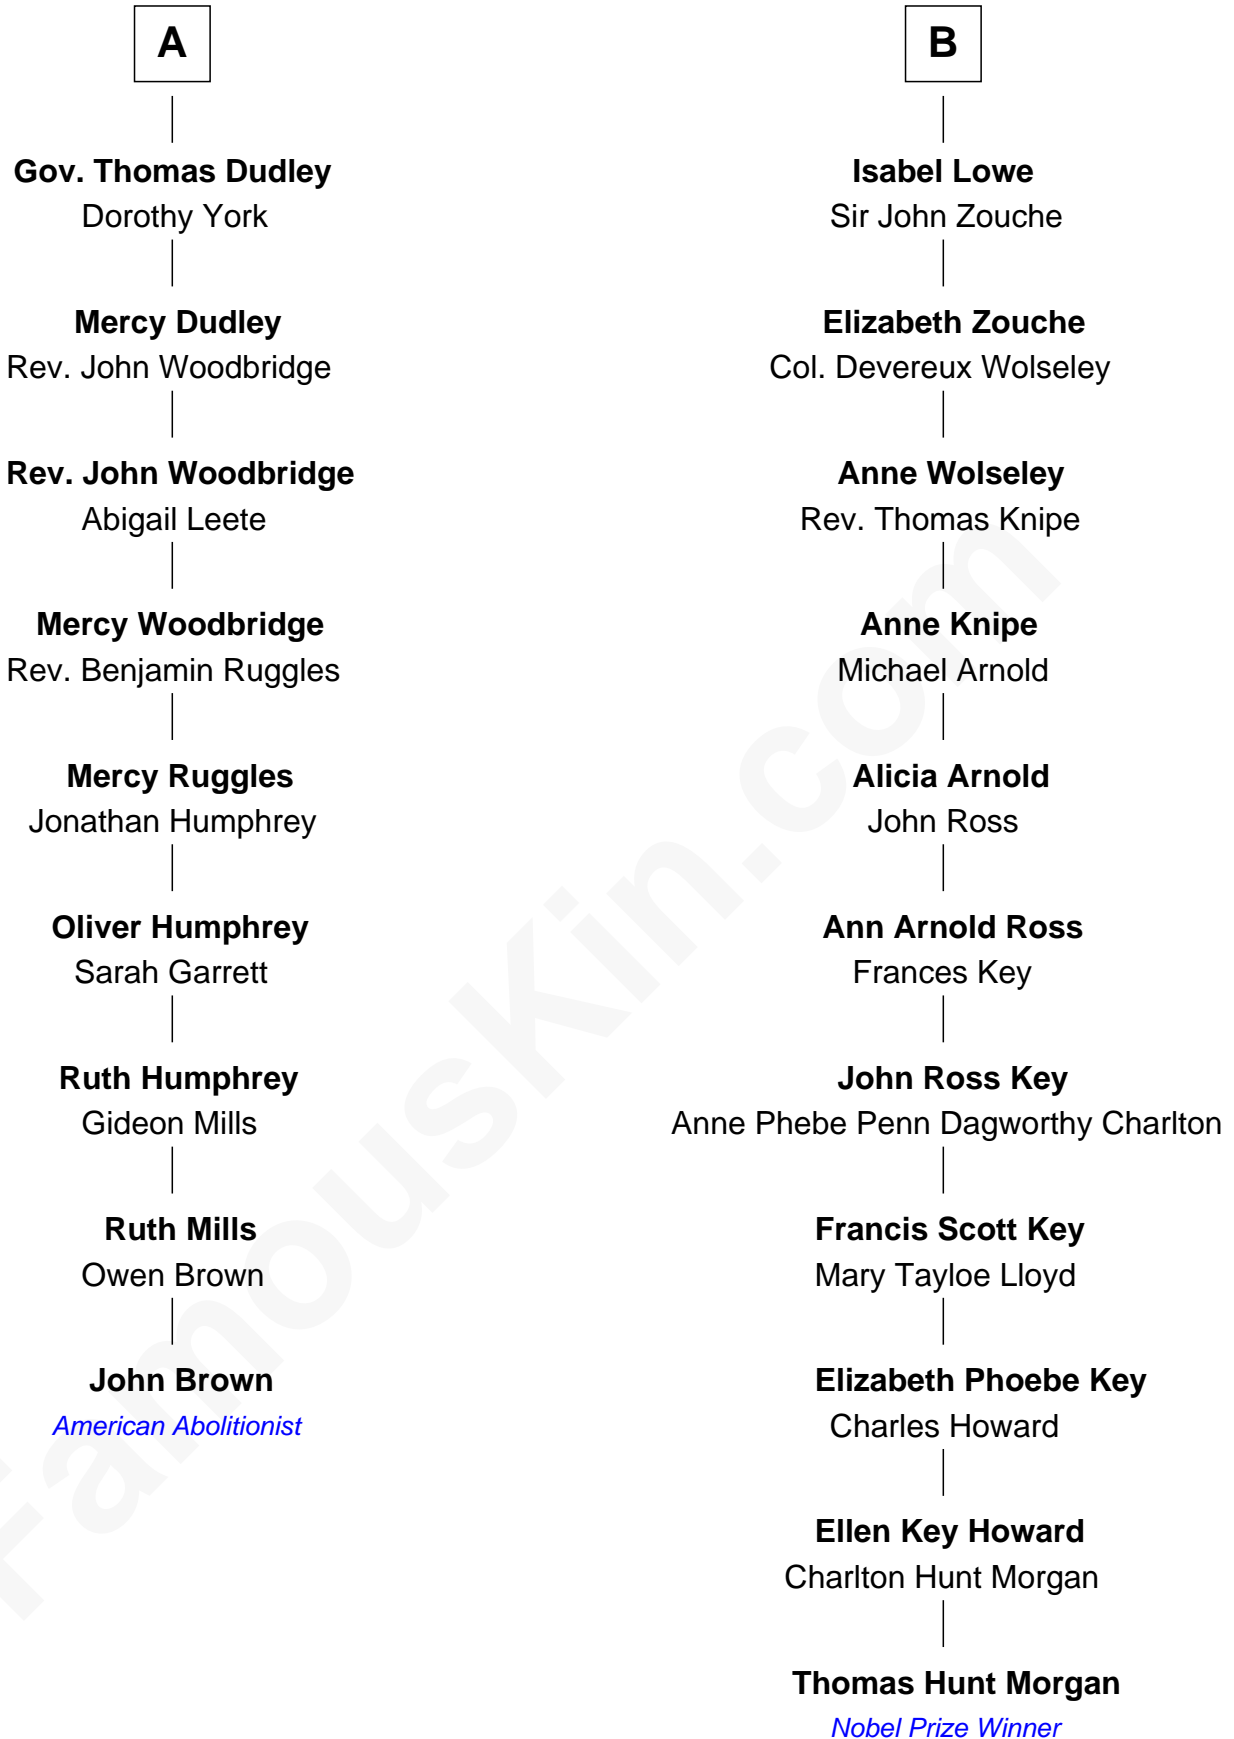 A
Gov. Thomas Dudley
Dorothy York
Mercy Dudley
Rev. John Woodbridge
Rev. John Woodbridge
Abigail Leete
Mercy Woodbridge
Rev. Benjamin Ruggles
Mercy Ruggles
Jonathan Humphrey
Oliver Humphrey
Sarah Garrett
Ruth Humphrey
Gideon Mills
Ruth Mills
Owen Brown
John Brown
American Abolitionist
B
Isabel Lowe
Sir John Zouche
Elizabeth Zouche
Col. Devereux Wolseley
Anne Wolseley
Rev. Thomas Knipe
Anne Knipe
Michael Arnold
Alicia Arnold
John Ross
Ann Arnold Ross
Frances Key
John Ross Key
Anne Phebe Penn Dagworthy Charlton
Francis Scott Key
Mary Tayloe Lloyd
Elizabeth Phoebe Key
Charles Howard
Ellen Key Howard
Charlton Hunt Morgan
Thomas Hunt Morgan
Nobel Prize Winner
FamousKin.com